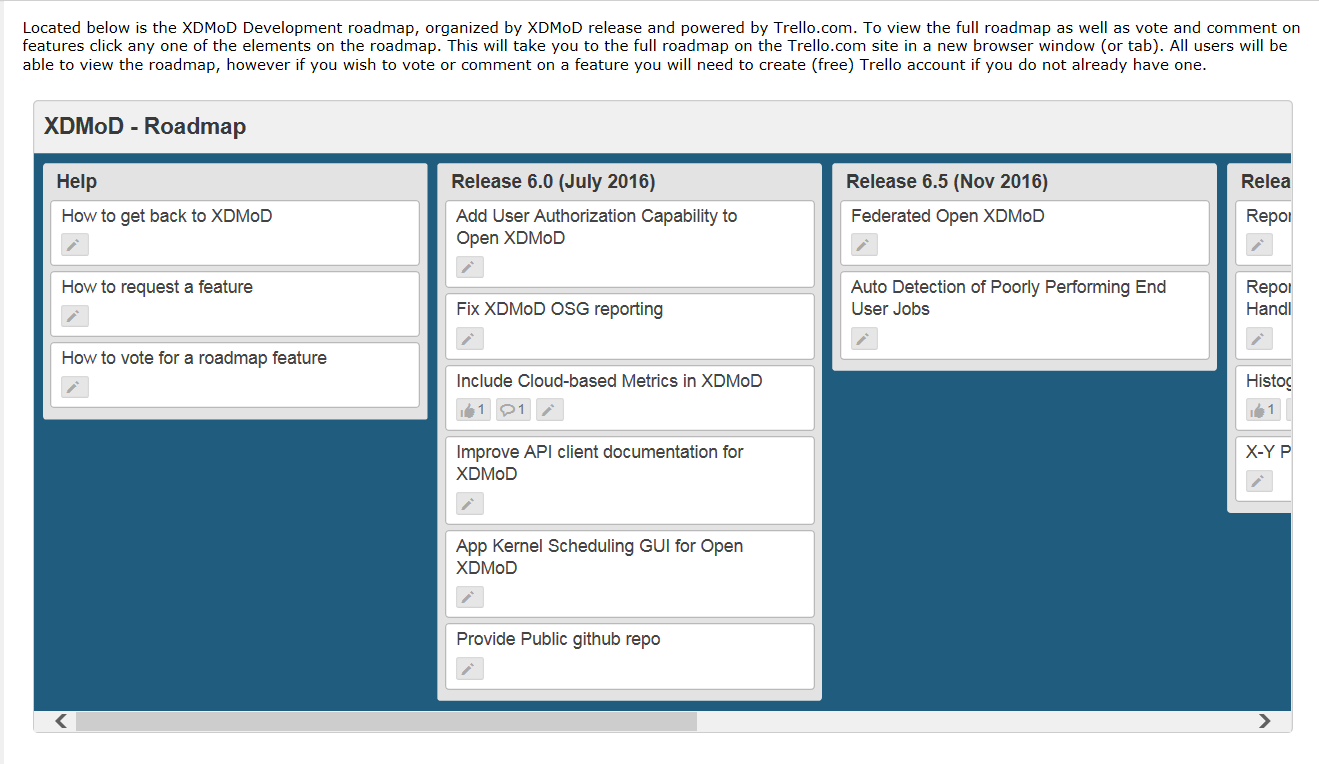 Located below is the XDMoD Development roadmap, organized by XDMoD release and powered by Trello.com. To view the full roadmap as well as vote and comment on
features click any one of the elements on the roadmap. This will take you to the full roadmap on the Trello.com site in a new browser window (or tab). All users will be
able to view the roadmap, however if you wish to vote or comment on a feature you will need to create (free) Trello account if you do not already have one.
XDMoD - Roadmap
Help
How to get back to XDMoD
How to request a feature
How to vote for a roadmap feature
Release 6.0 (July 2016)
Add User Authorization Capability to
Open XDMoD
Fix XDMoD OSG reporting
Include Cloud-based Metrics in XDMoD
1 1
Improve API client documentation for
XDMoD
App Kernel Scheduling GUI for Open
XDMoD
Provide Public github repo
Release 6.5 (Nov 2016)
Federated Open XDMoD
Auto Detection of Poorly Performing End
User Jobs
Relea
Repor
Repor
Handl
Histog
1
X-Y P